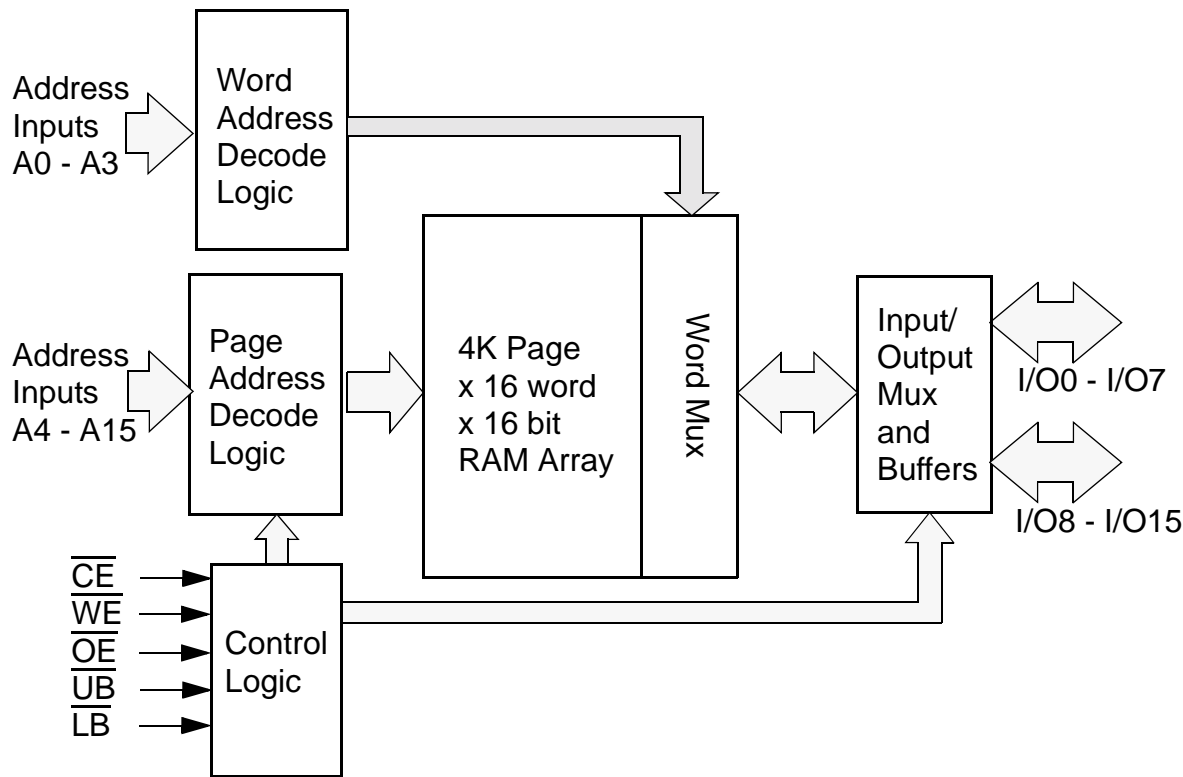 Address
Inputs
A0 - A3
Word
Address
Decode
Logic
Address
Inputs
A4 - A15
Page
Address
Decode
Logic
4K Page
x 16 word
x 16 bit
RAM Array
Word Mux
Input/
Output
Mux
and
Buffers
I/O0 - I/O7
I/O8 - I/O15
CE
WE
OE
UB
LB
Control
Logic